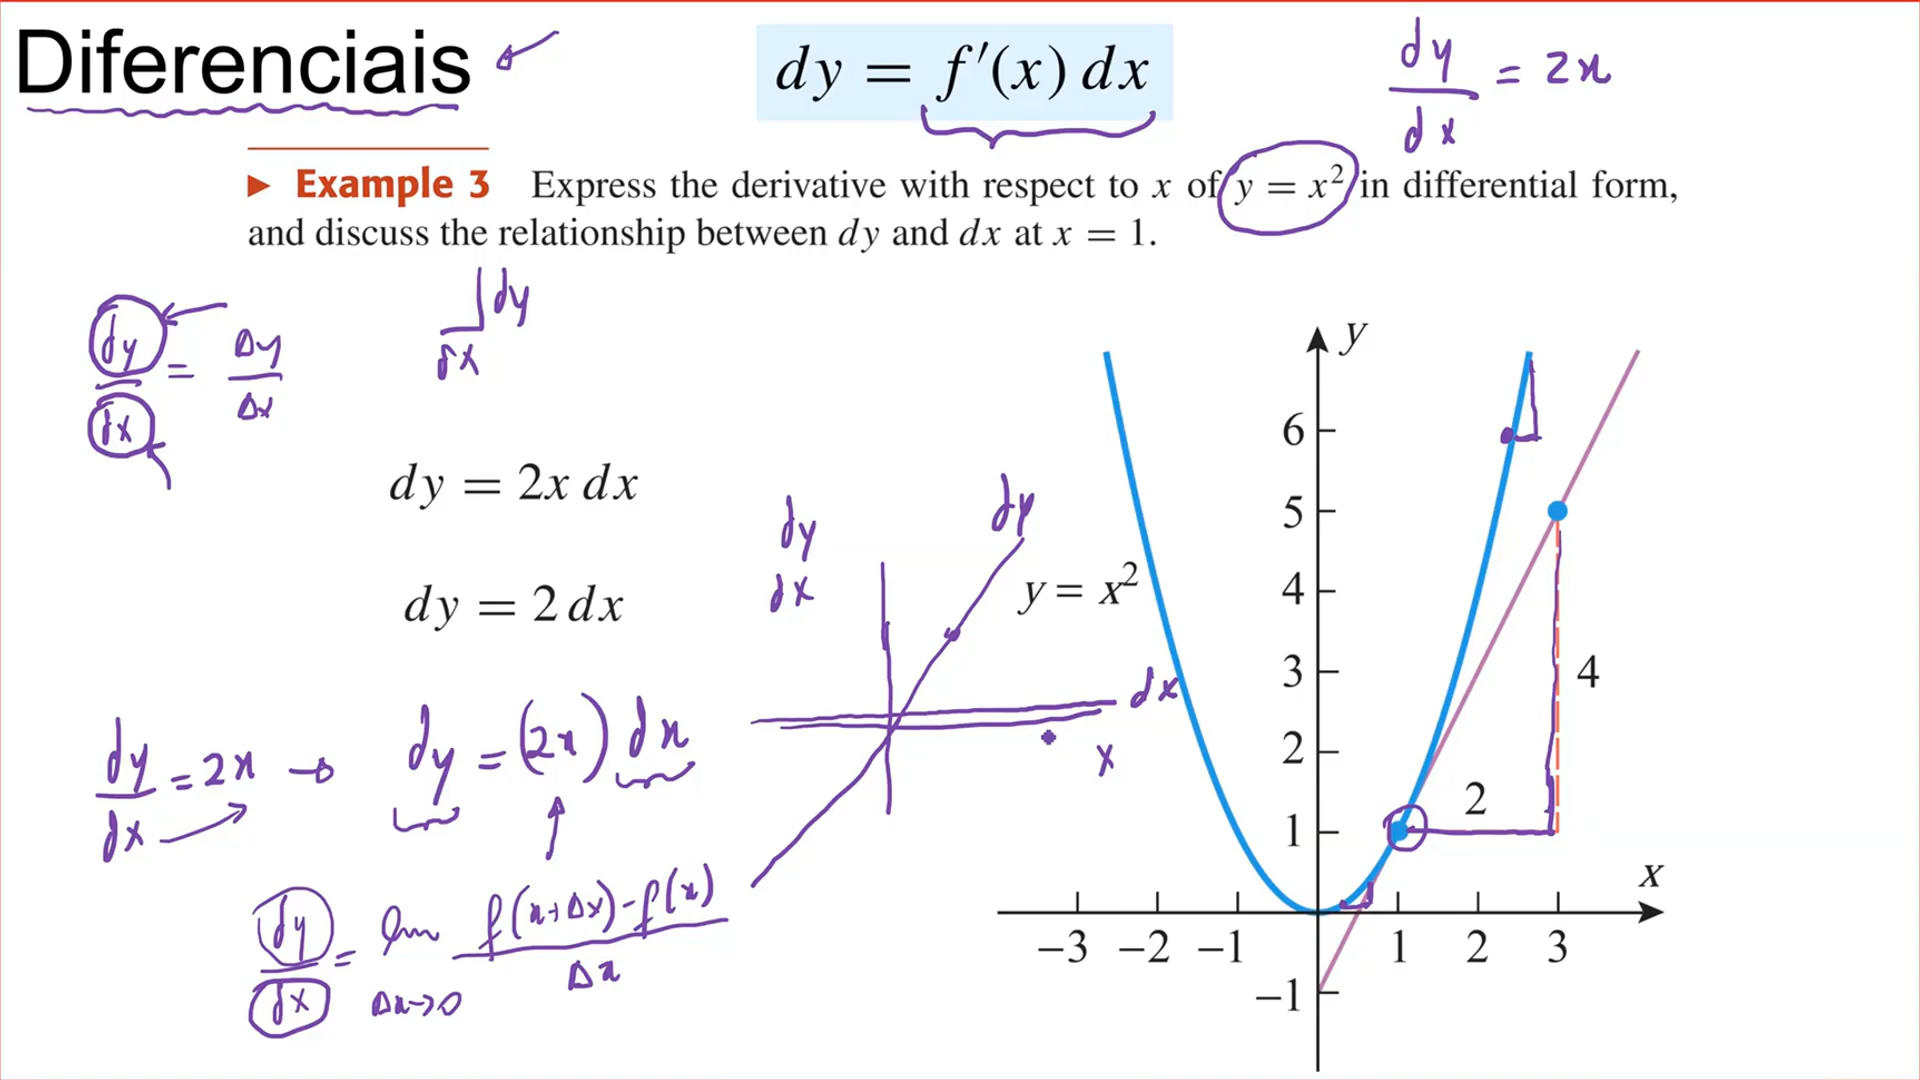 Diferenciais
dy = f′(x) dx
dy/dx = 2x
▶ Example 3 Express the derivative with respect to x of y = x² in differential form,
and discuss the relationship between dy and dx at x = 1.
dy/dx = Δy/Δx
dy
dx
dy = 2x dx
dy = 2 dx
dy
dx
dy
dx
x
y = x²
dy/dx = 2x → dy = (2x) dx
dy/dx = lim Δx→0 f(x+Δx)-f(x)/Δx
y
6
5
4
3
2
1
−1
4
2
x
−3 −2 −1 1 2 3